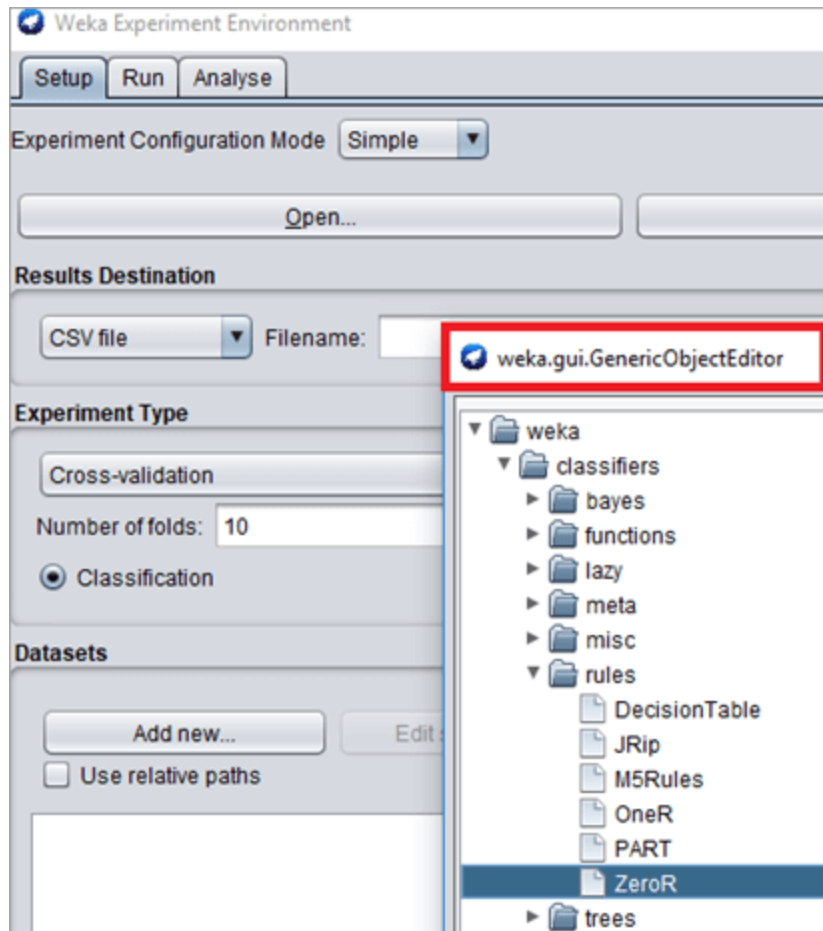 Weka Experiment Environment
Setup Run Analyse
Experiment Configuration Mode Simple
Open...
Results Destination
CSV file Filename:
weka.gui.GenericObjectEditor
Experiment Type
Cross-validation
Number of folds: 10
Classification
Datasets
Add new... Edit
Use relative paths
weka
classifiers
bayes
functions
lazy
meta
misc
rules
DecisionTable
JRip
M5Rules
OneR
PART
ZeroR
trees